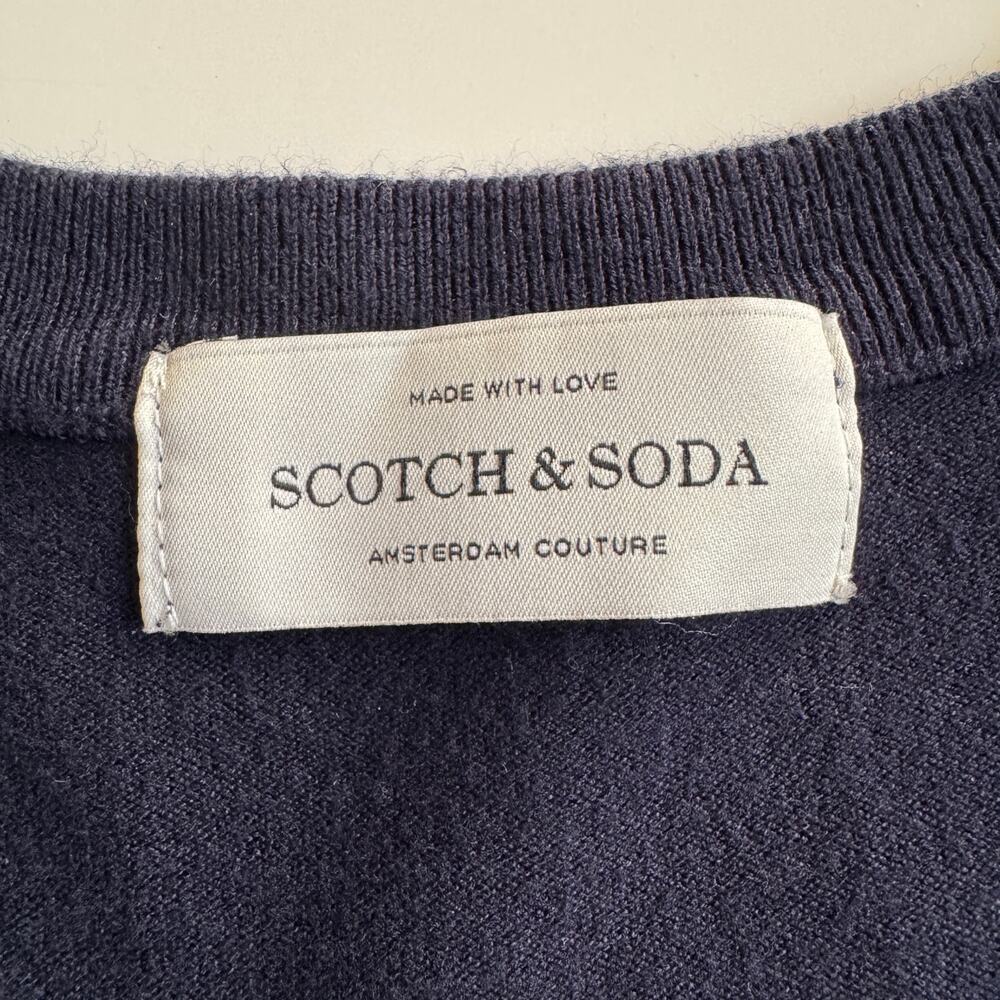 MADE WITH LOVE
SCOTCH & SODA
AMSTERDAM COUTURE